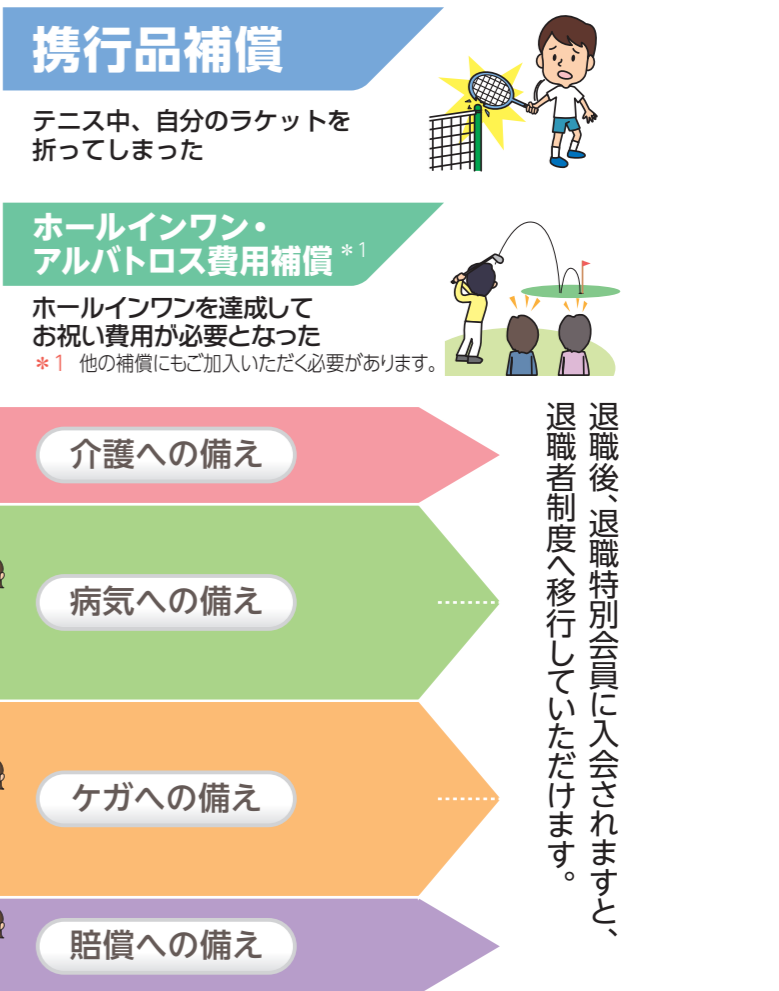 携行品補償
テニス中、自分のラケットを
折ってしまった
ホールインワン・
アルバトロス費用補償＊1
ホールインワンを達成して
お祝い費用が必要となった
＊1　他の補償にもご加入いただく必要があります。
介護への備え
病気への備え
ケガへの備え
賠償への備え
退職後、退職特別会員に入会されますと、
退職者制度へ移行していただけます。